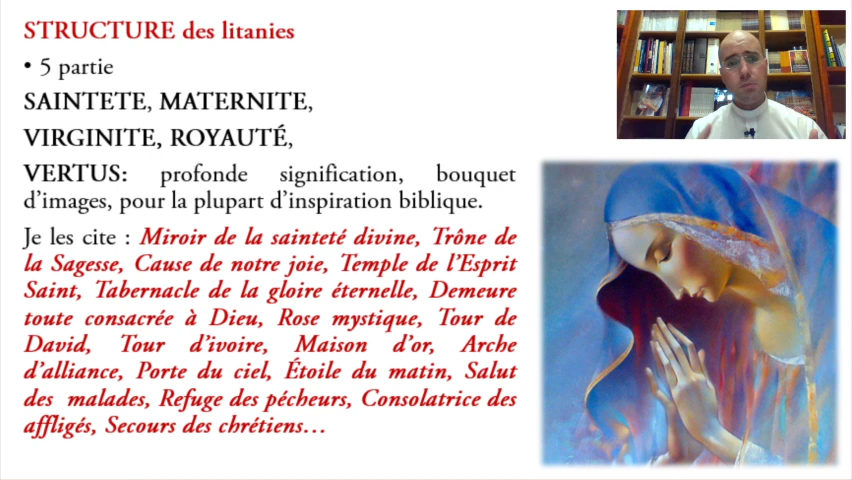 STRUCTURE des litanies
• 5 partie
SAINTETE, MATERNITE,
VIRGINITE, ROYAUTÉ,
VERTUS: profonde signification, bouquet
d’images, pour la plupart d’inspiration biblique.
Je les cite : Miroir de la sainteté divine, Trône de
la Sagesse, Cause de notre joie, Temple de l’Esprit
Saint, Tabernacle de la gloire éternelle, Demeure
toute consacrée à Dieu, Rose mystique, Tour de
David, Tour d’ivoire, Maison d’or, Arche
d’alliance, Porte du ciel, Étoile du matin, Salut
des malades, Refuge des pécheurs, Consolatrice des
affligés, Secours des chrétiens…